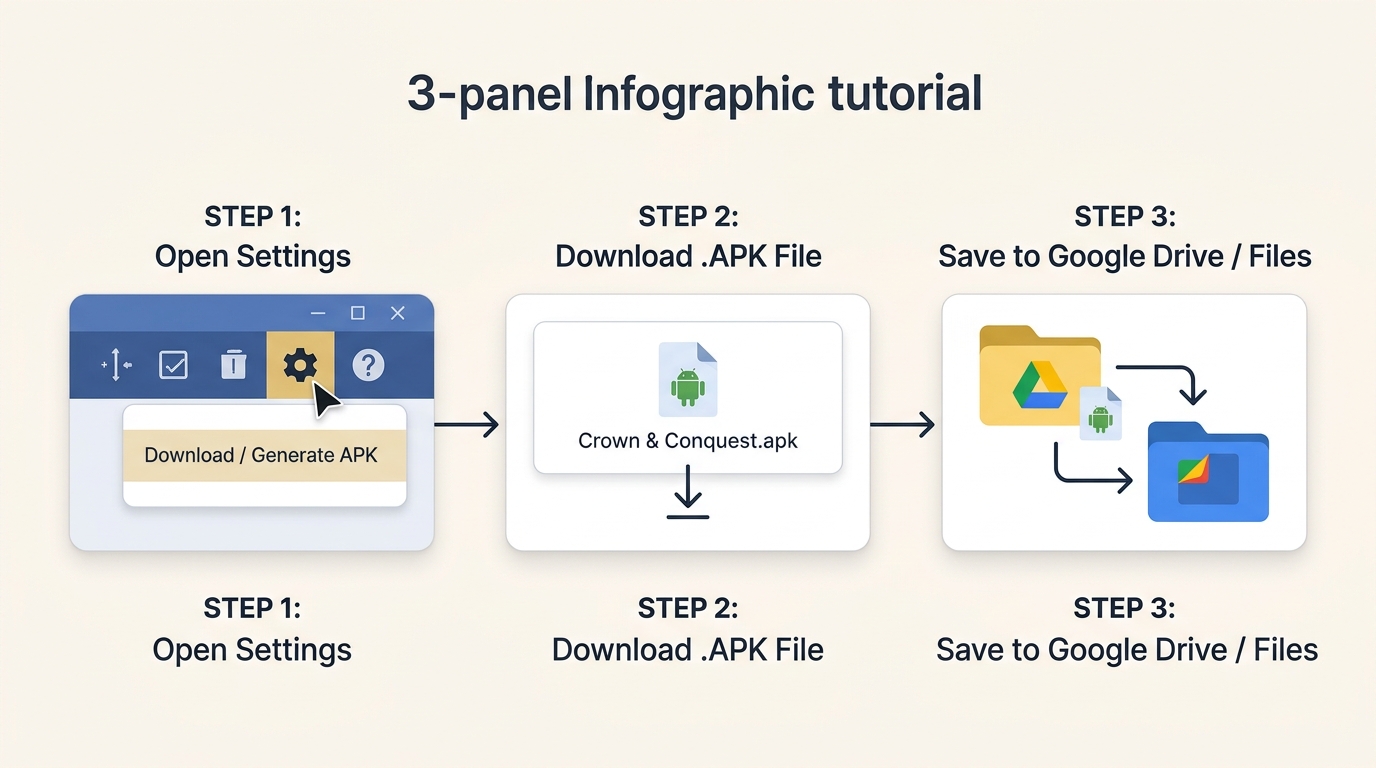 3-panel Infographic tutorial
STEP 1:
Open Settings
STEP 2:
Download .APK File
STEP 3:
Save to Google Drive / Files
Download / Generate APK
Crown & Conquest.apk
STEP 1:
Open Settings
STEP 2:
Download .APK File
STEP 3:
Save to Google Drive / Files